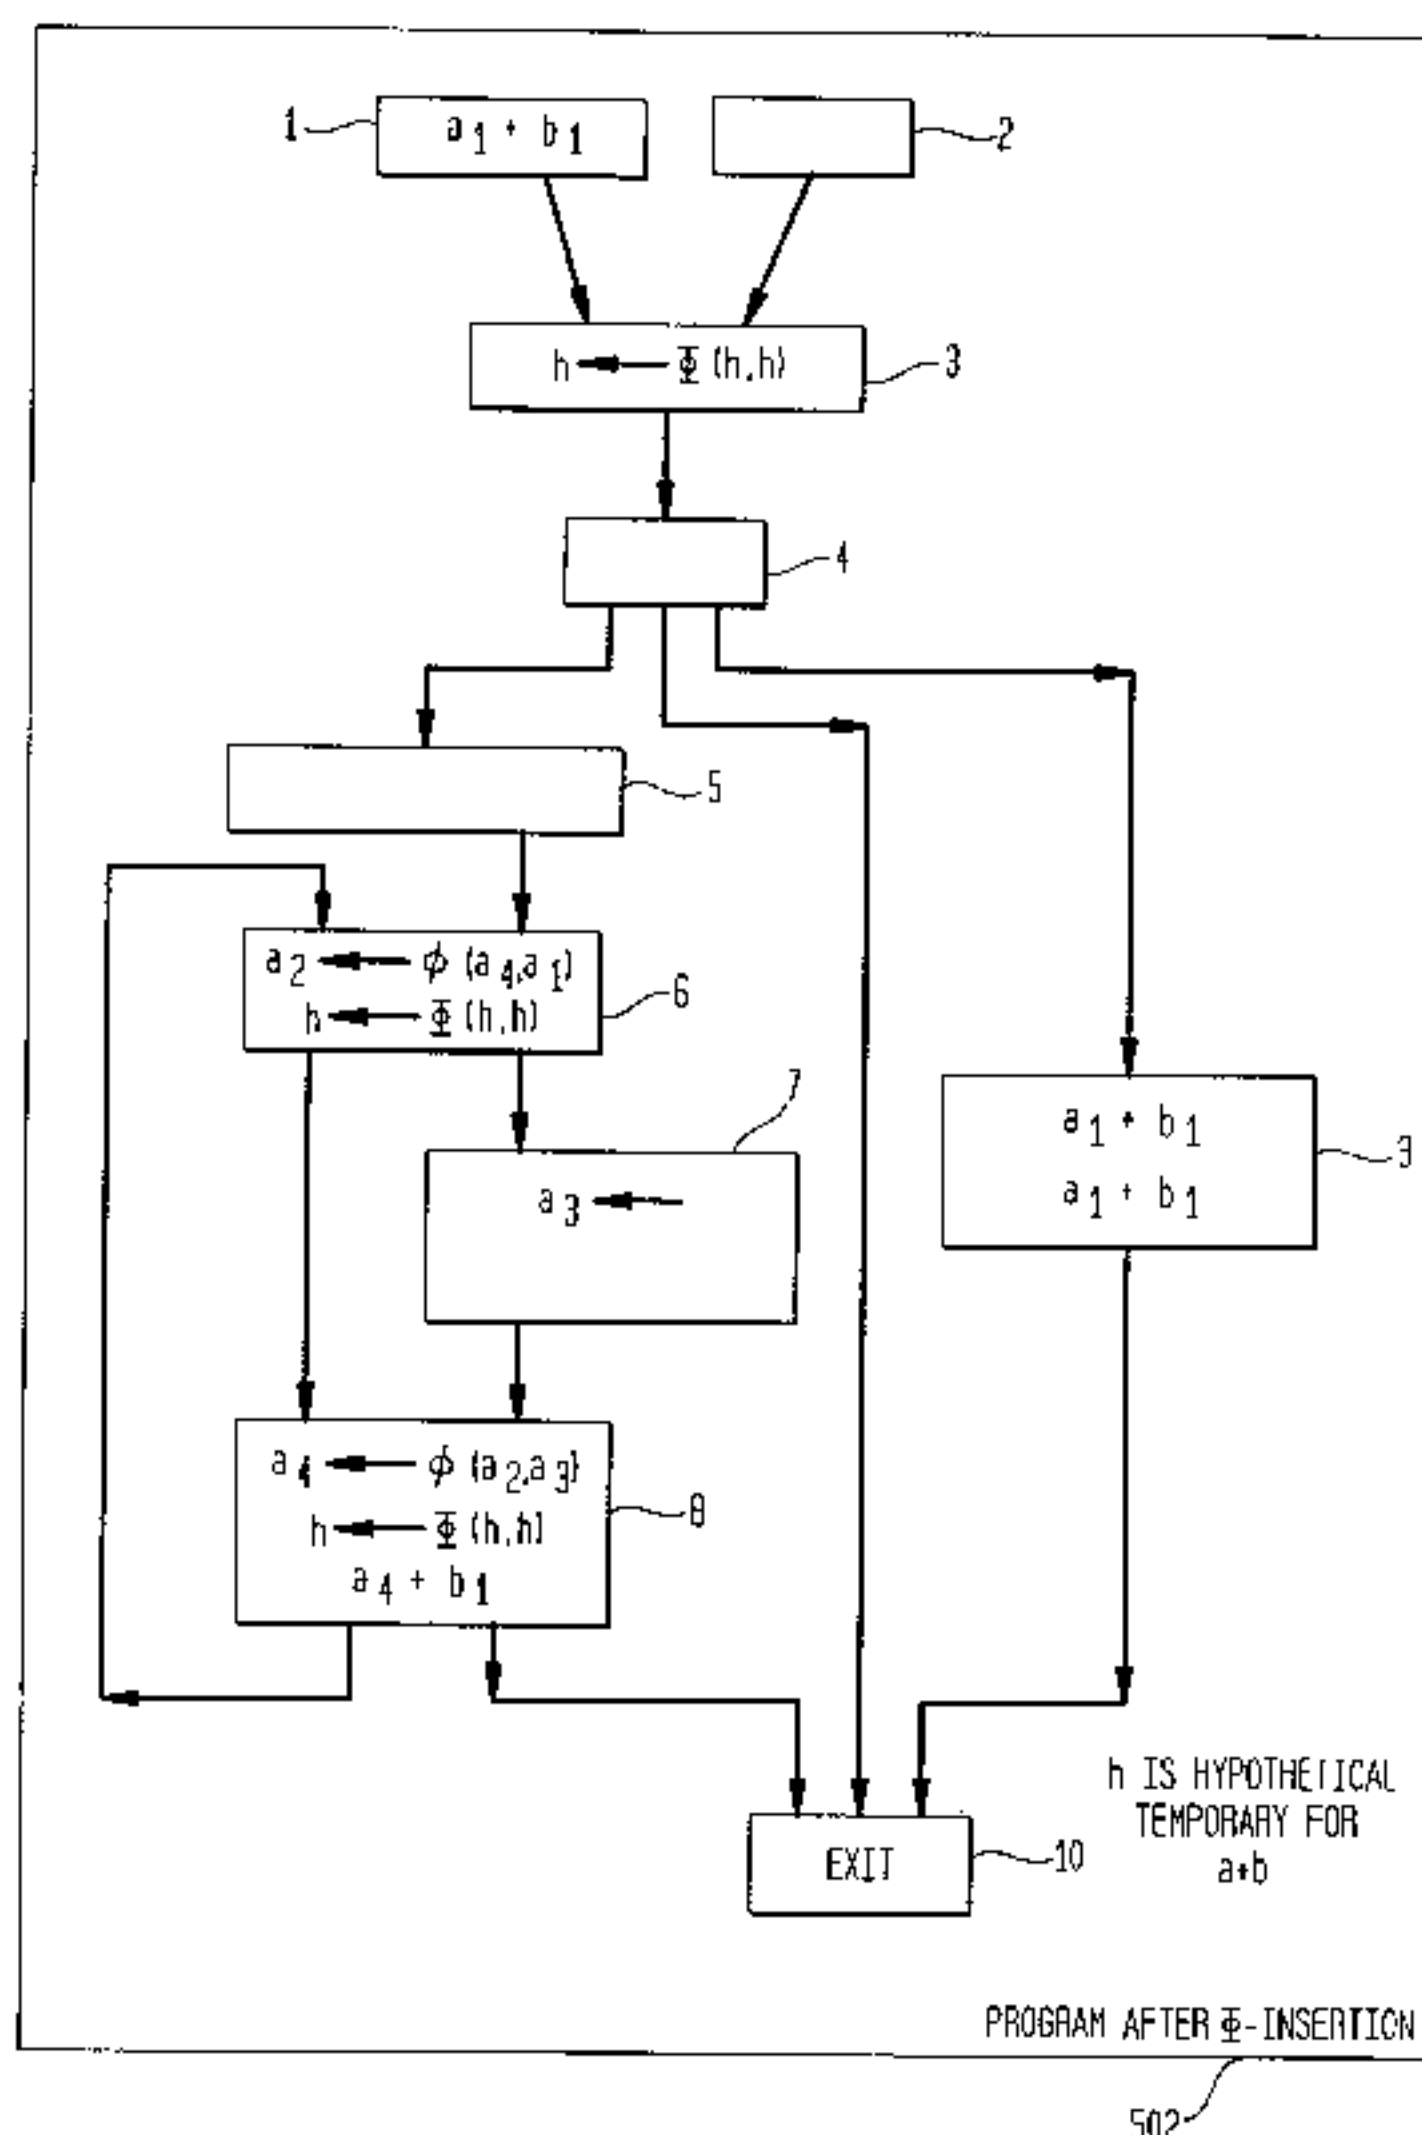 1
a1 + b1
2
h ← Φ (h,h)
3
4
5
a2 ← ϕ (a4,a1)
h ← Φ (h,h)
6
7
a3 ←
a1 + b1
a1 + b1
9
a4 ← ϕ (a2,a3)
h ← Φ (h,h)
a4 + b1
8
h IS HYPOTHETICAL
TEMPORARY FOR
a+b
EXIT
10
PROGRAM AFTER Φ-INSERTION
502